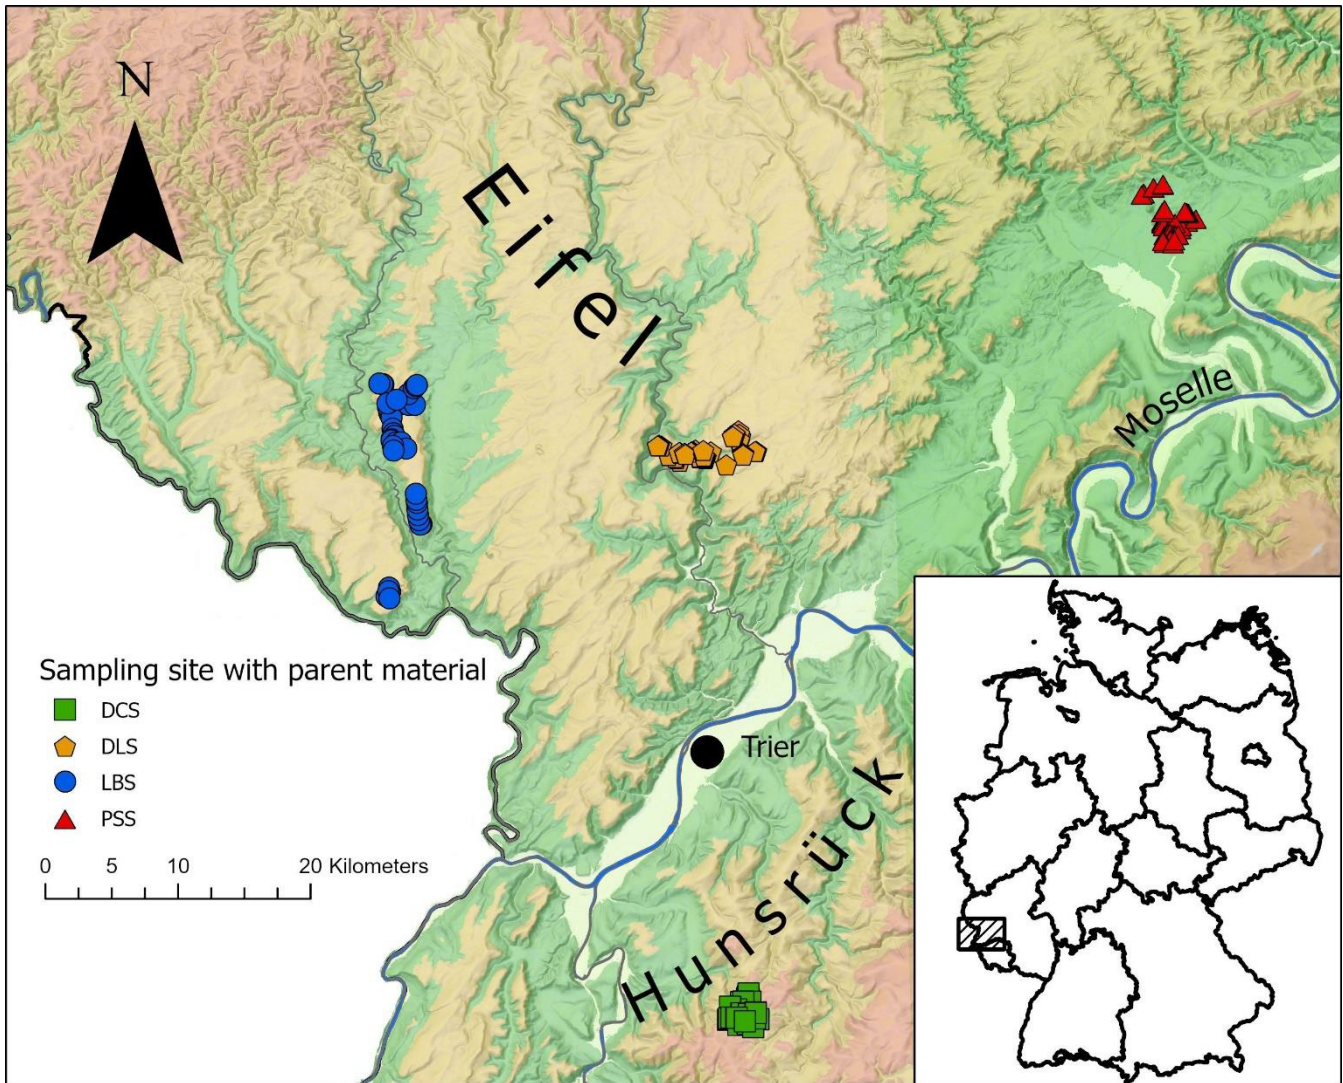 N
Eifel
Moselle
Sampling site with parent material
DCS
DLS
LBS
PSS
0 5 10 20 Kilometers
Trier
Hunsrück